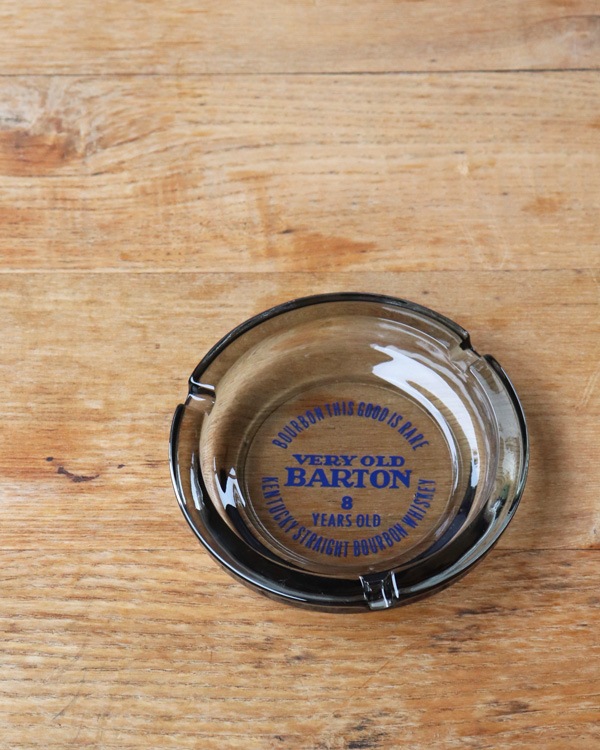 BOURBON THIS GOOD IS RARE
VERY OLD
BARTON
8
YEARS OLD
KENTUCKY STRAIGHT BOURBON WHISKEY